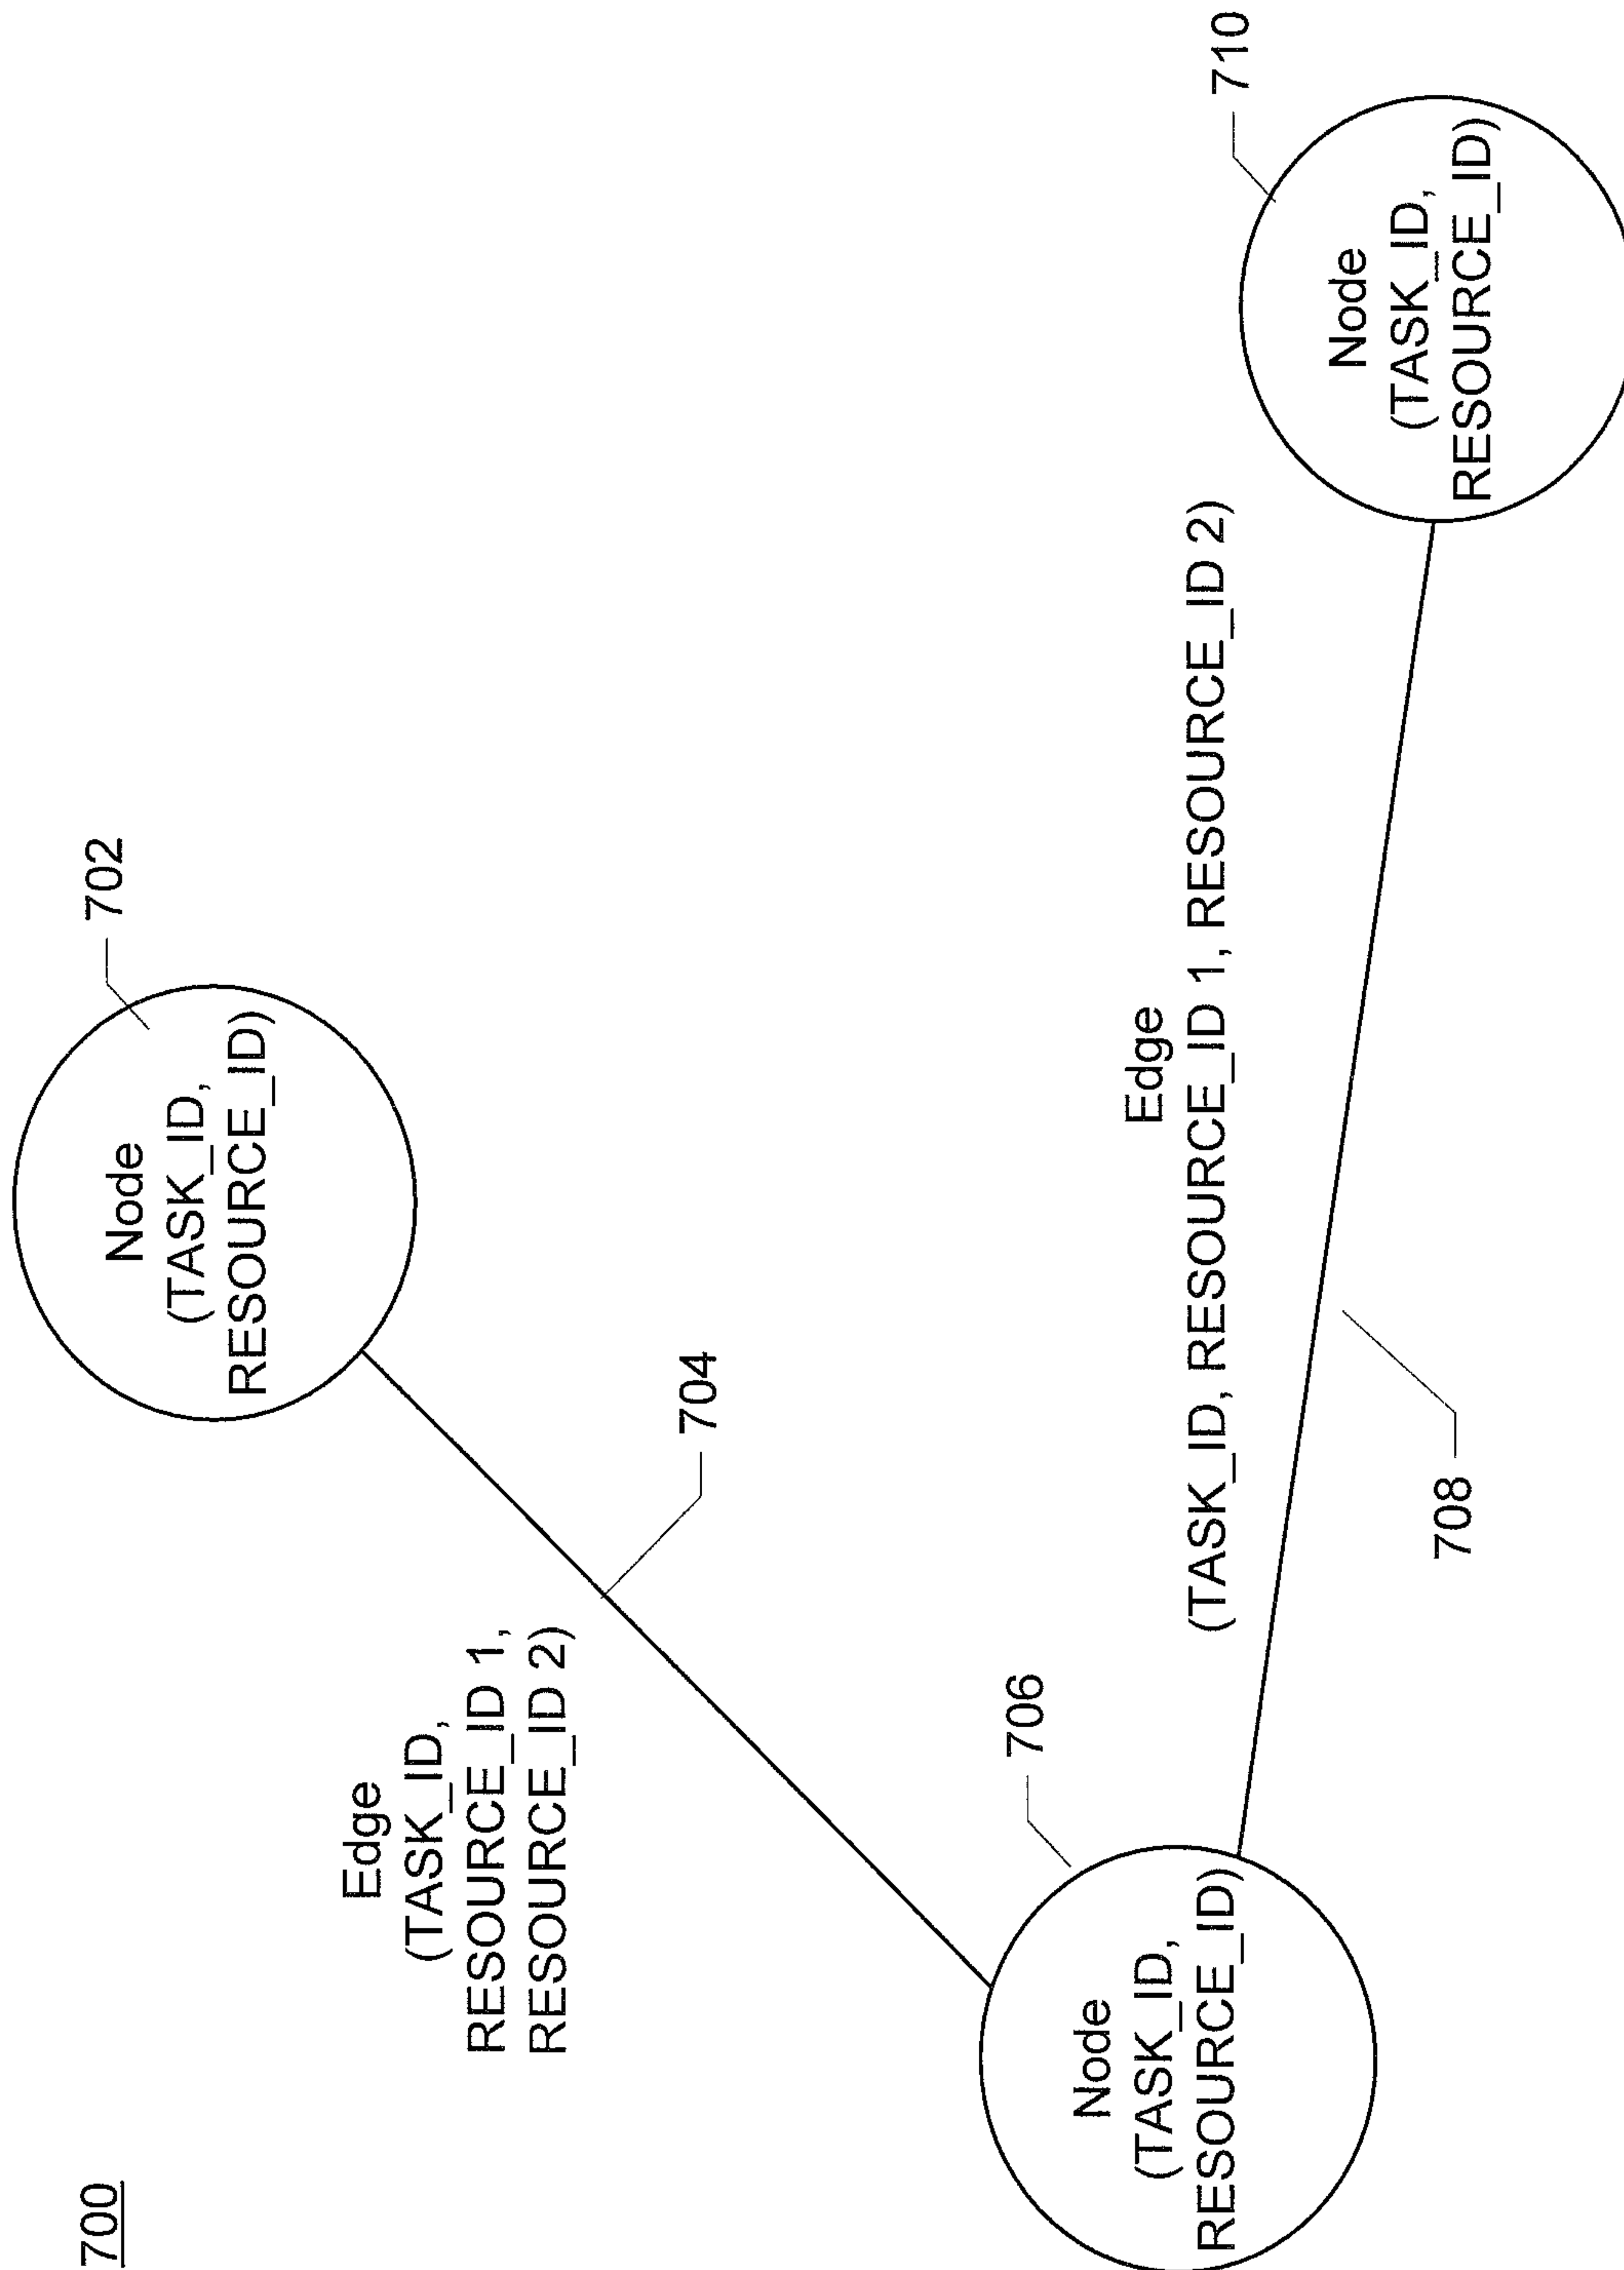 700
Node
(TASK_ID,
RESOURCE_ID)
702
Edge
(TASK_ID,
RESOURCE_ID 1,
RESOURCE_ID 2)
704
Node
(TASK_ID,
RESOURCE_ID)
706
Edge
(TASK_ID, RESOURCE_ID 1, RESOURCE_ID 2)
708
Node
(TASK_ID,
RESOURCE_ID)
710